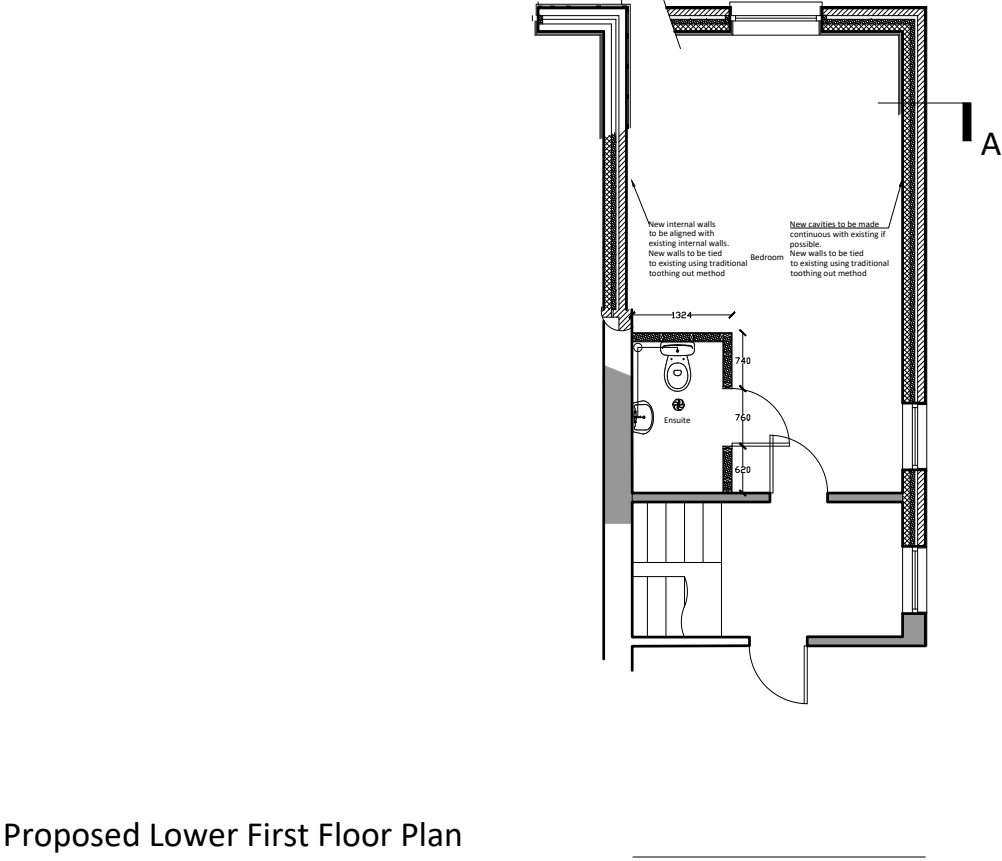 A
New internal walls
to be aligned with
existing internal walls.
New walls to be tied
to existing using traditional
toothing out method
Bedroom
New cavities to be made
continuous with existing if
possible.
New walls to be tied
to existing using traditional
toothing out method
1324
740
760
Ensuite
620
Proposed Lower First Floor Plan